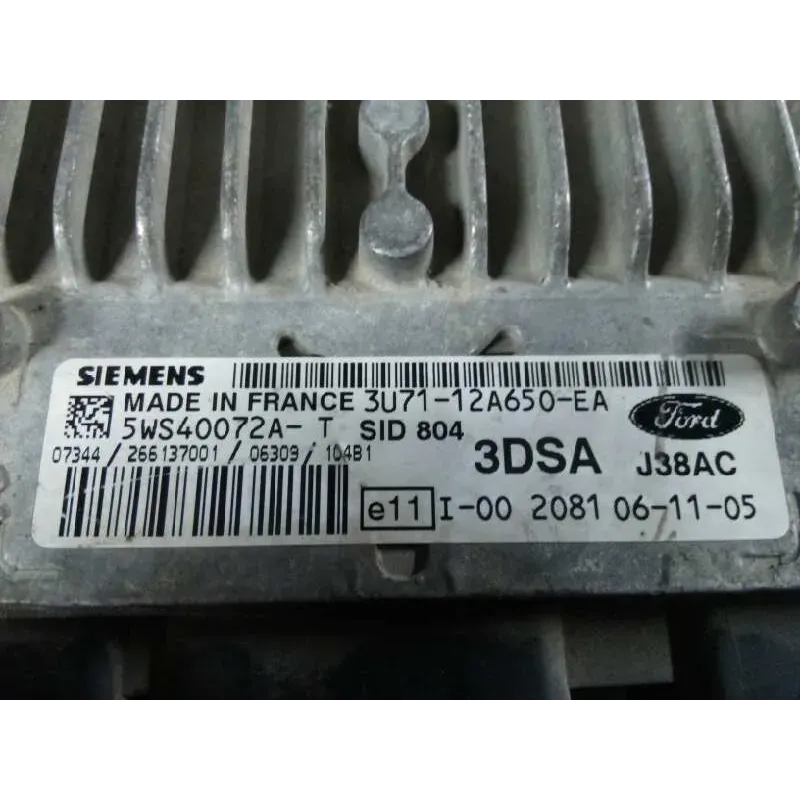 SIEMENS
MADE IN FRANCE 3U71-12A650-EA
5WS40072A- T SID 804
Ford
07344 / 266137001 / 06309 / 104B1
3DSA J38AC
e11 I-00 2081 06-11-05